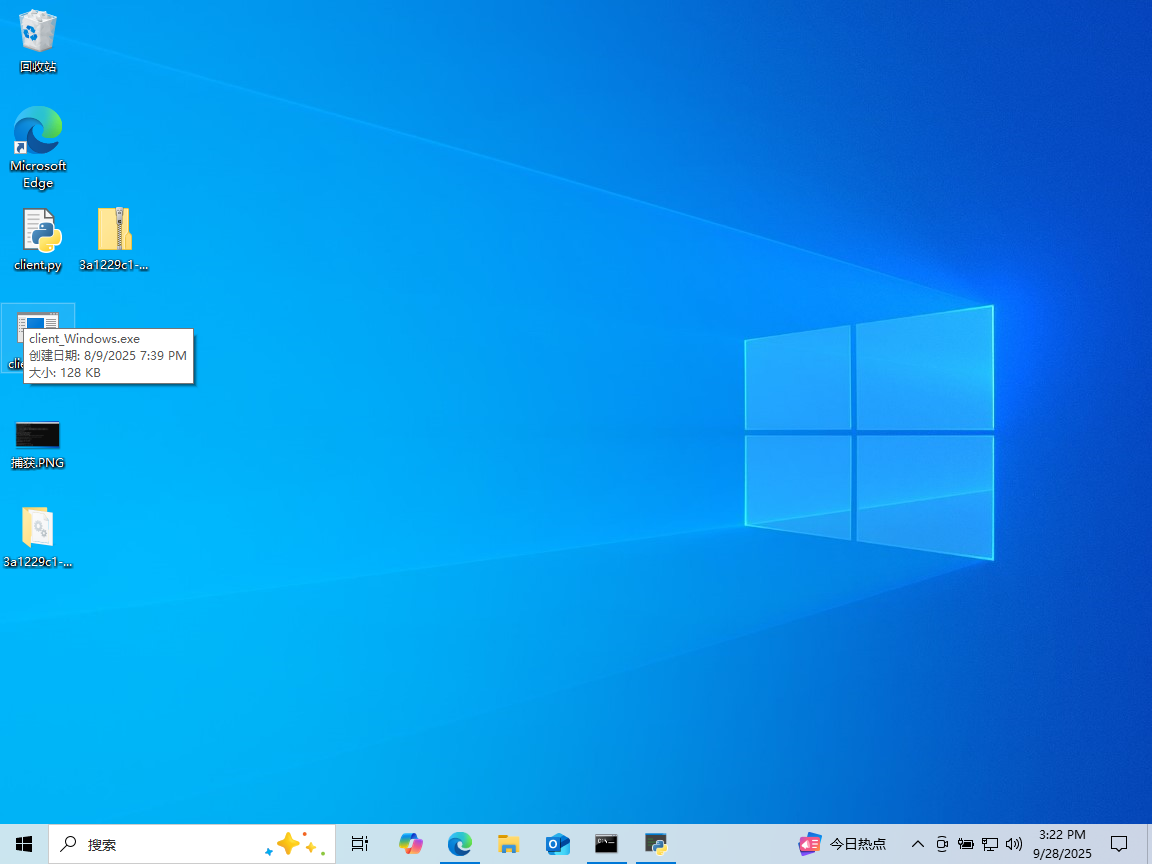 回收站
Microsoft
Edge
client.py
3a1229c1-...
client_Windows.exe
创建日期: 8/9/2025 7:39 PM
大小: 128 KB
捕获.PNG
3a1229c1-...
搜索
今日热点
3:22 PM
9/28/2025